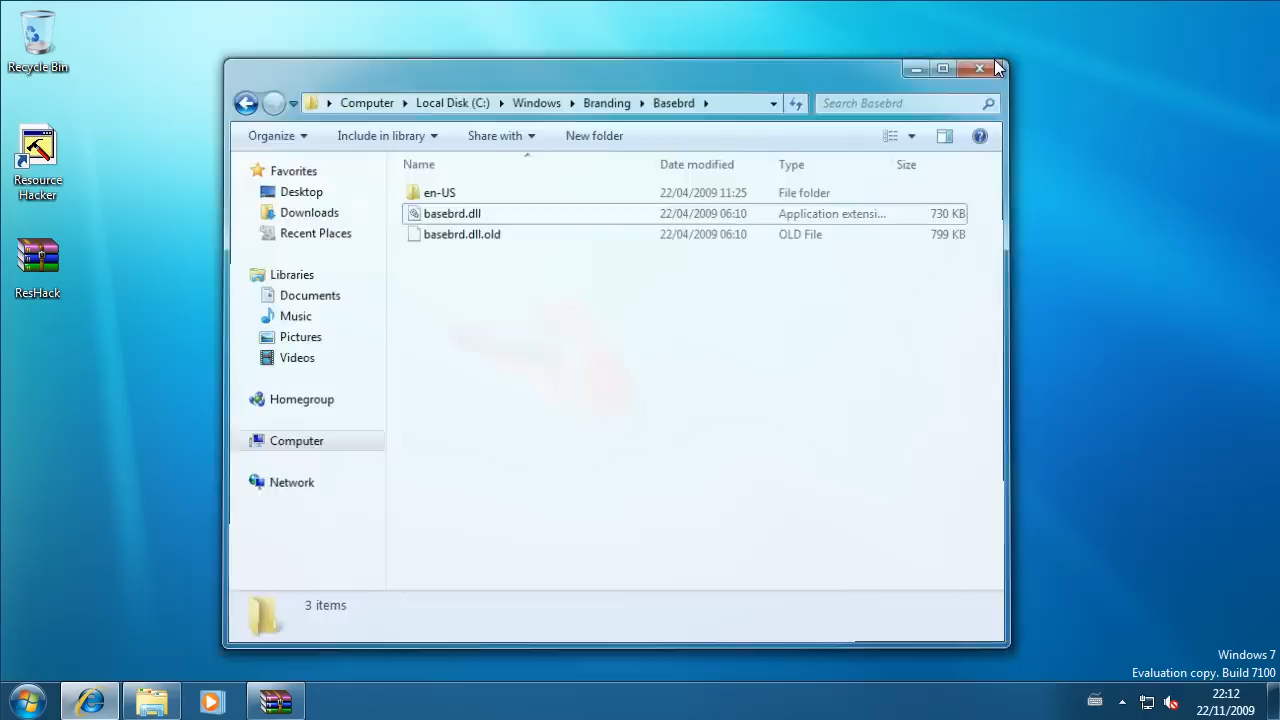 Recycle Bin
Resource
Hacker
ResHack
Computer Local Disk (C:) Windows Branding Basebrd
Search Basebrd
Organize Include in library Share with New folder
Favorites
Desktop
Downloads
Recent Places
Libraries
Documents
Music
Pictures
Videos
Homegroup
Computer
Network
Name Date modified Type Size
en-US 22/04/2009 11:25 File folder
basebrd.dll 22/04/2009 06:10 Application extensi... 730 KB
basebrd.dll.old 22/04/2009 06:10 OLD File 799 KB
3 items
Windows 7
Evaluation copy. Build 7100
22:12
22/11/2009